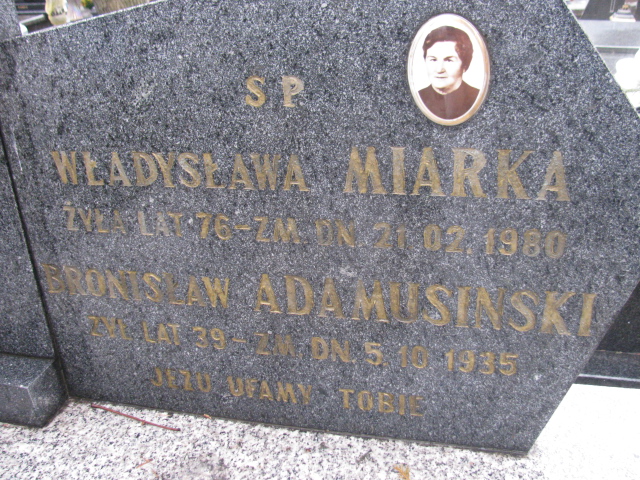 S P.
WŁADYSŁAWA MIARKA
ŻYŁA LAT 76 – ZM. DN. 21 02. 1980
BRONISŁAW ADAMUSINSKI
ŻYŁ LAT 39 – ZM. DN. 5. 10 1935
JEZU UFAMY TOBIE